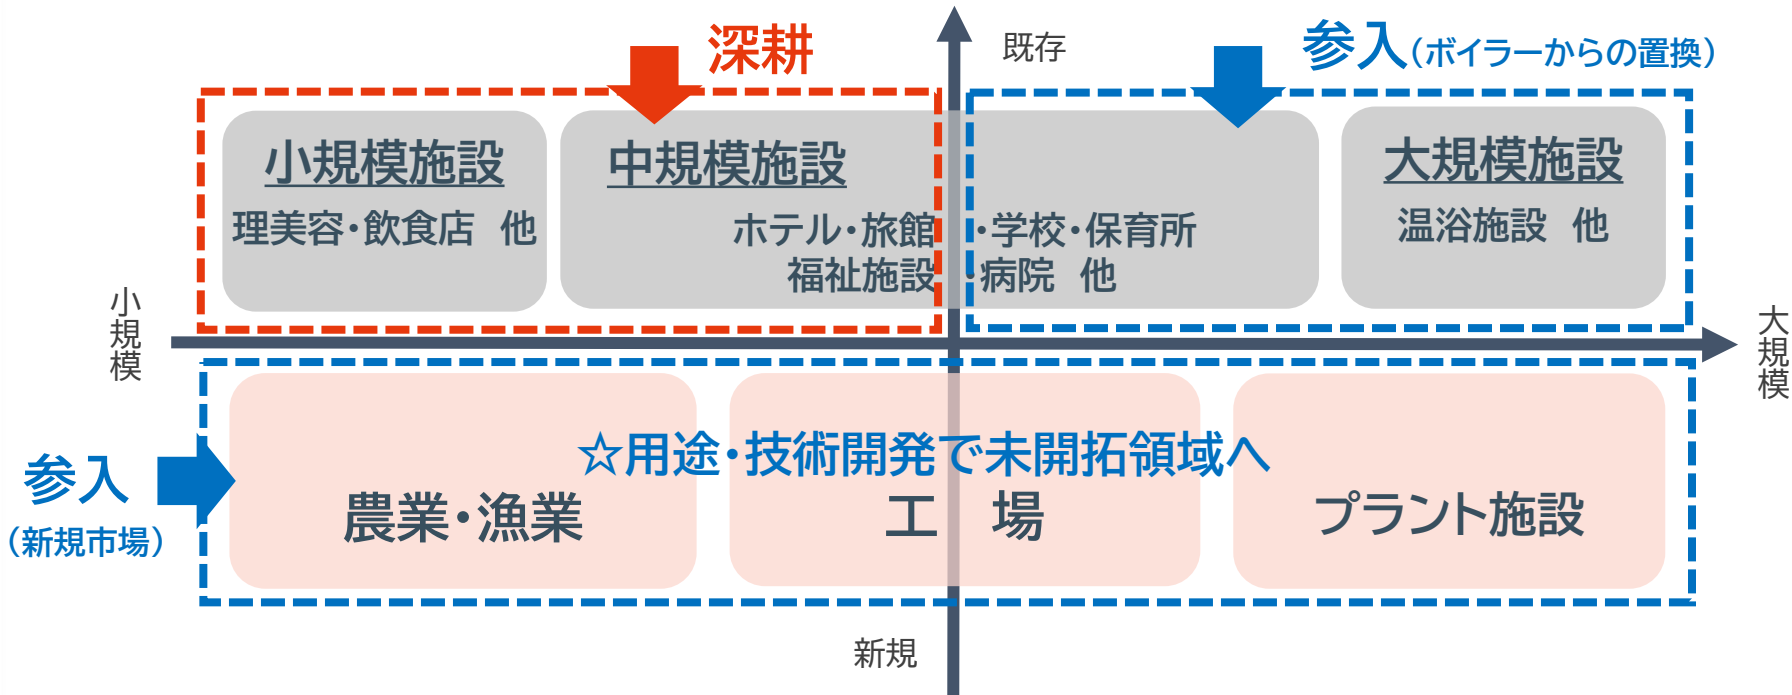 深耕
既存
参入(ボイラーからの置換)
小規模施設
理美容・飲食店 他
中規模施設
ホテル・旅館・学校・保育所
福祉施設・病院 他
大規模施設
温浴施設 他
小規模
大規模
☆用途・技術開発で未開拓領域へ
参入
(新規市場)
農業・漁業
工 場
プラント施設
新規